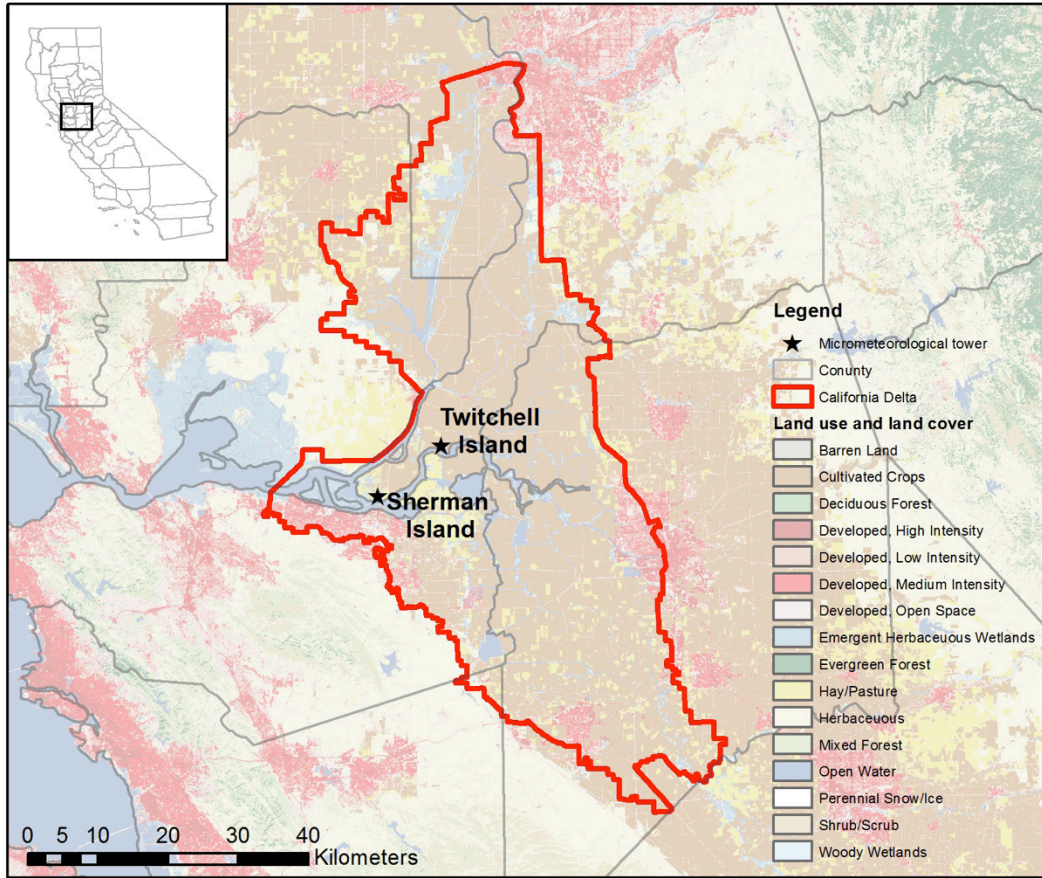 Legend
Micrometeorological tower
County
California Delta
Land use and land cover
Barren Land
Cultivated Crops
Deciduous Forest
Developed, High Intensity
Developed, Low Intensity
Developed, Medium Intensity
Developed, Open Space
Emergent Herbaceuous Wetlands
Evergreen Forest
Hay/Pasture
Herbaceuous
Mixed Forest
Open Water
Perennial Snow/Ice
Shrub/Scrub
Woody Wetlands
Twitchell
Island
Sherman
Island
0 5 10 20 30 40
Kilometers